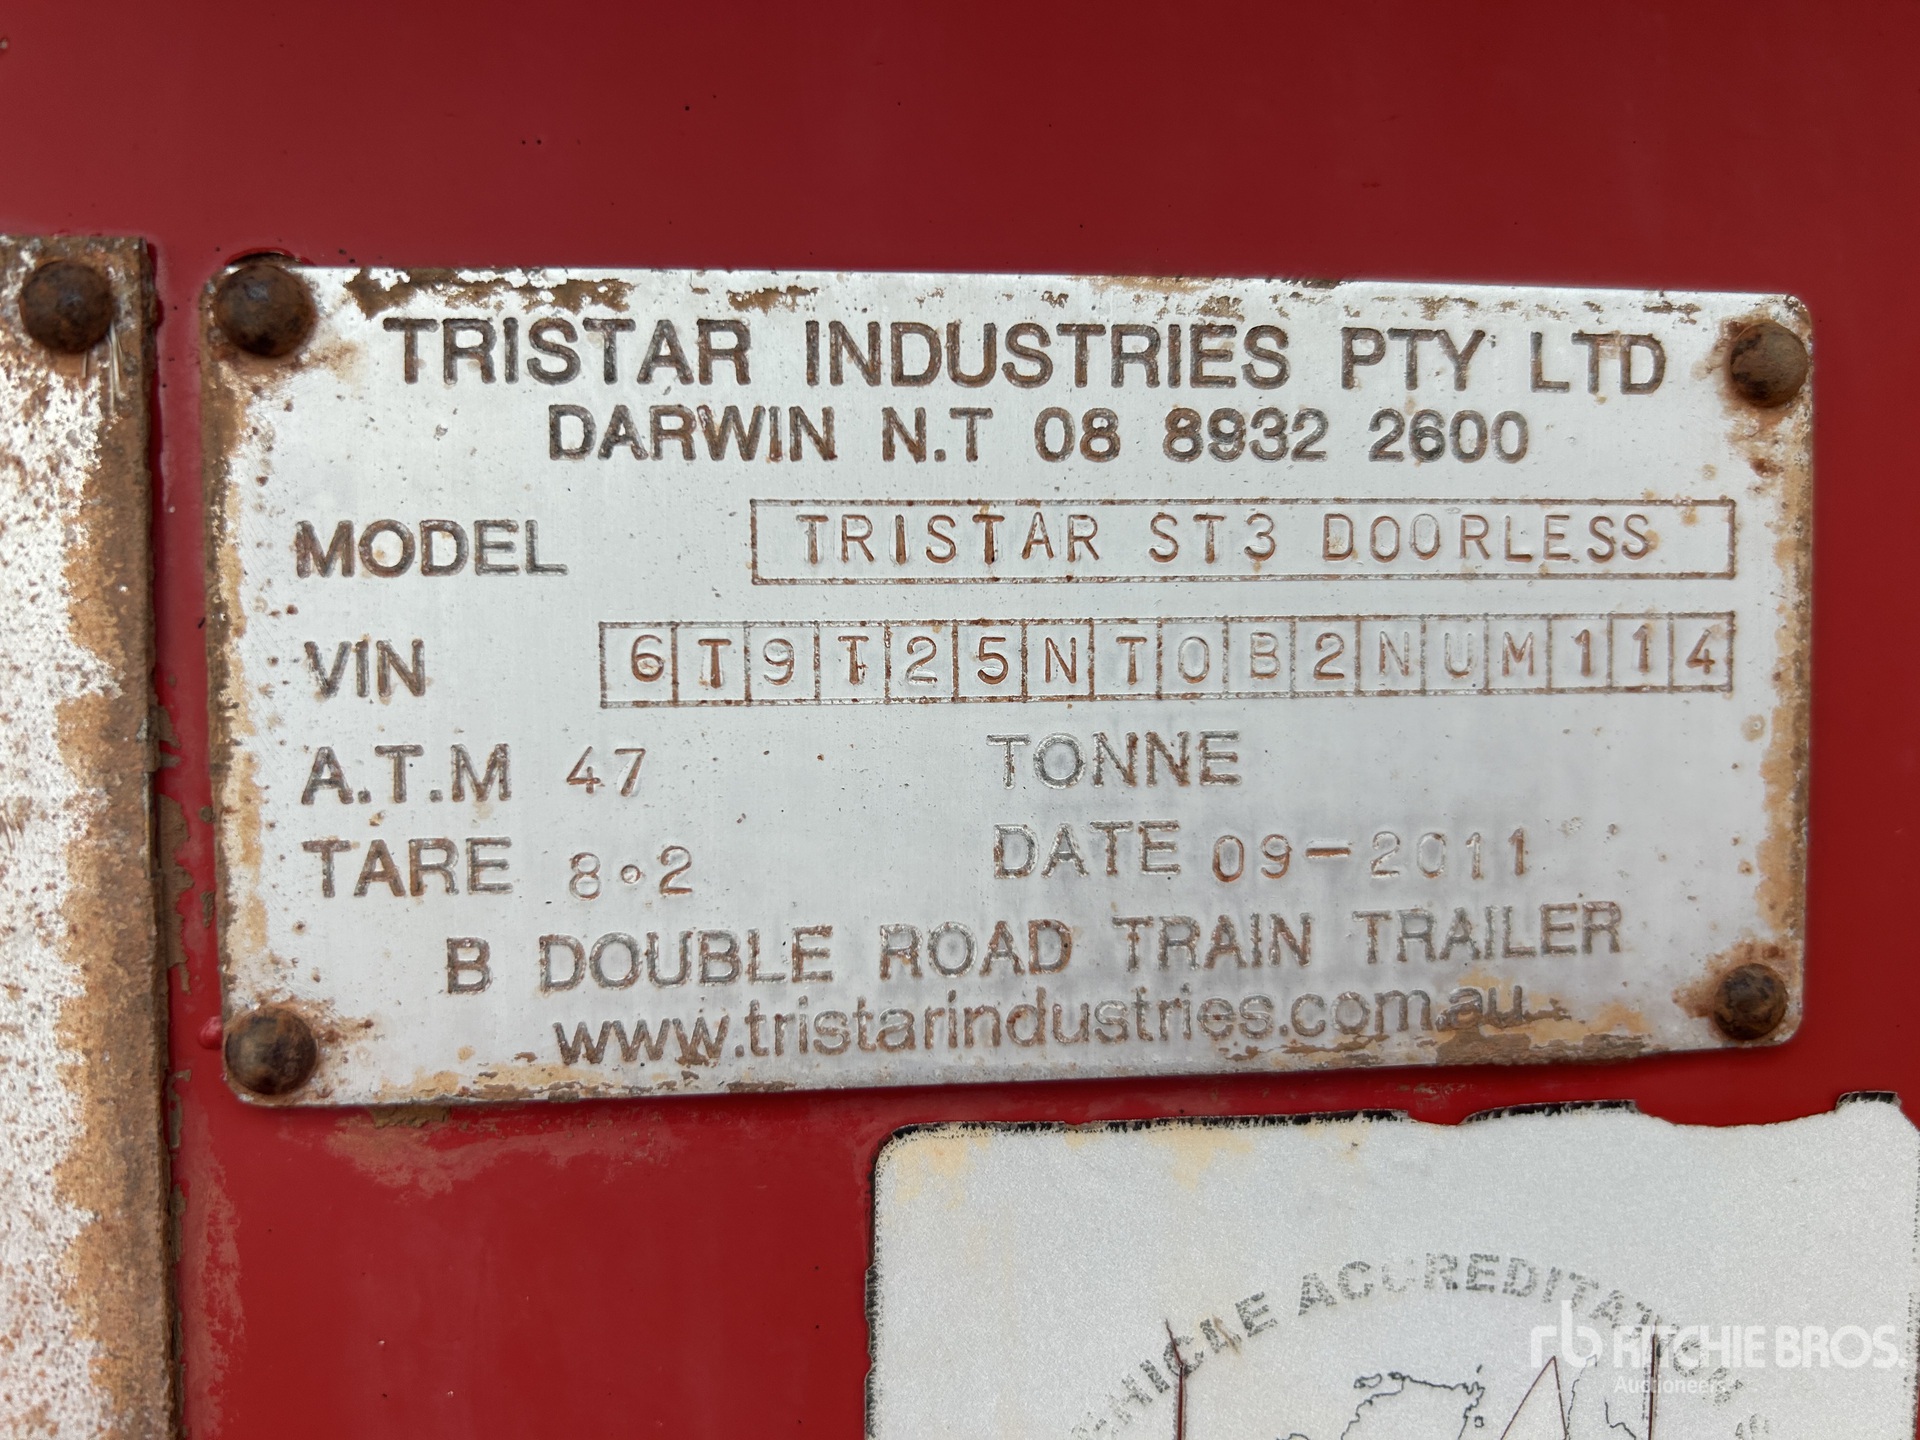 TRISTAR INDUSTRIES PTY LTD
DARWIN N.T 08 8932 2600
MODEL TRISTAR ST3 DOORLESS
VIN 6T9T25NT0B2NUM114
A.T.M 47 TONNE
TARE 8.2 DATE 09-2011
B DOUBLE ROAD TRAIN TRAILER
www.tristarindustries.com.au
ACCREDITATION
rb RITCHIE BROS.
Auctioneers